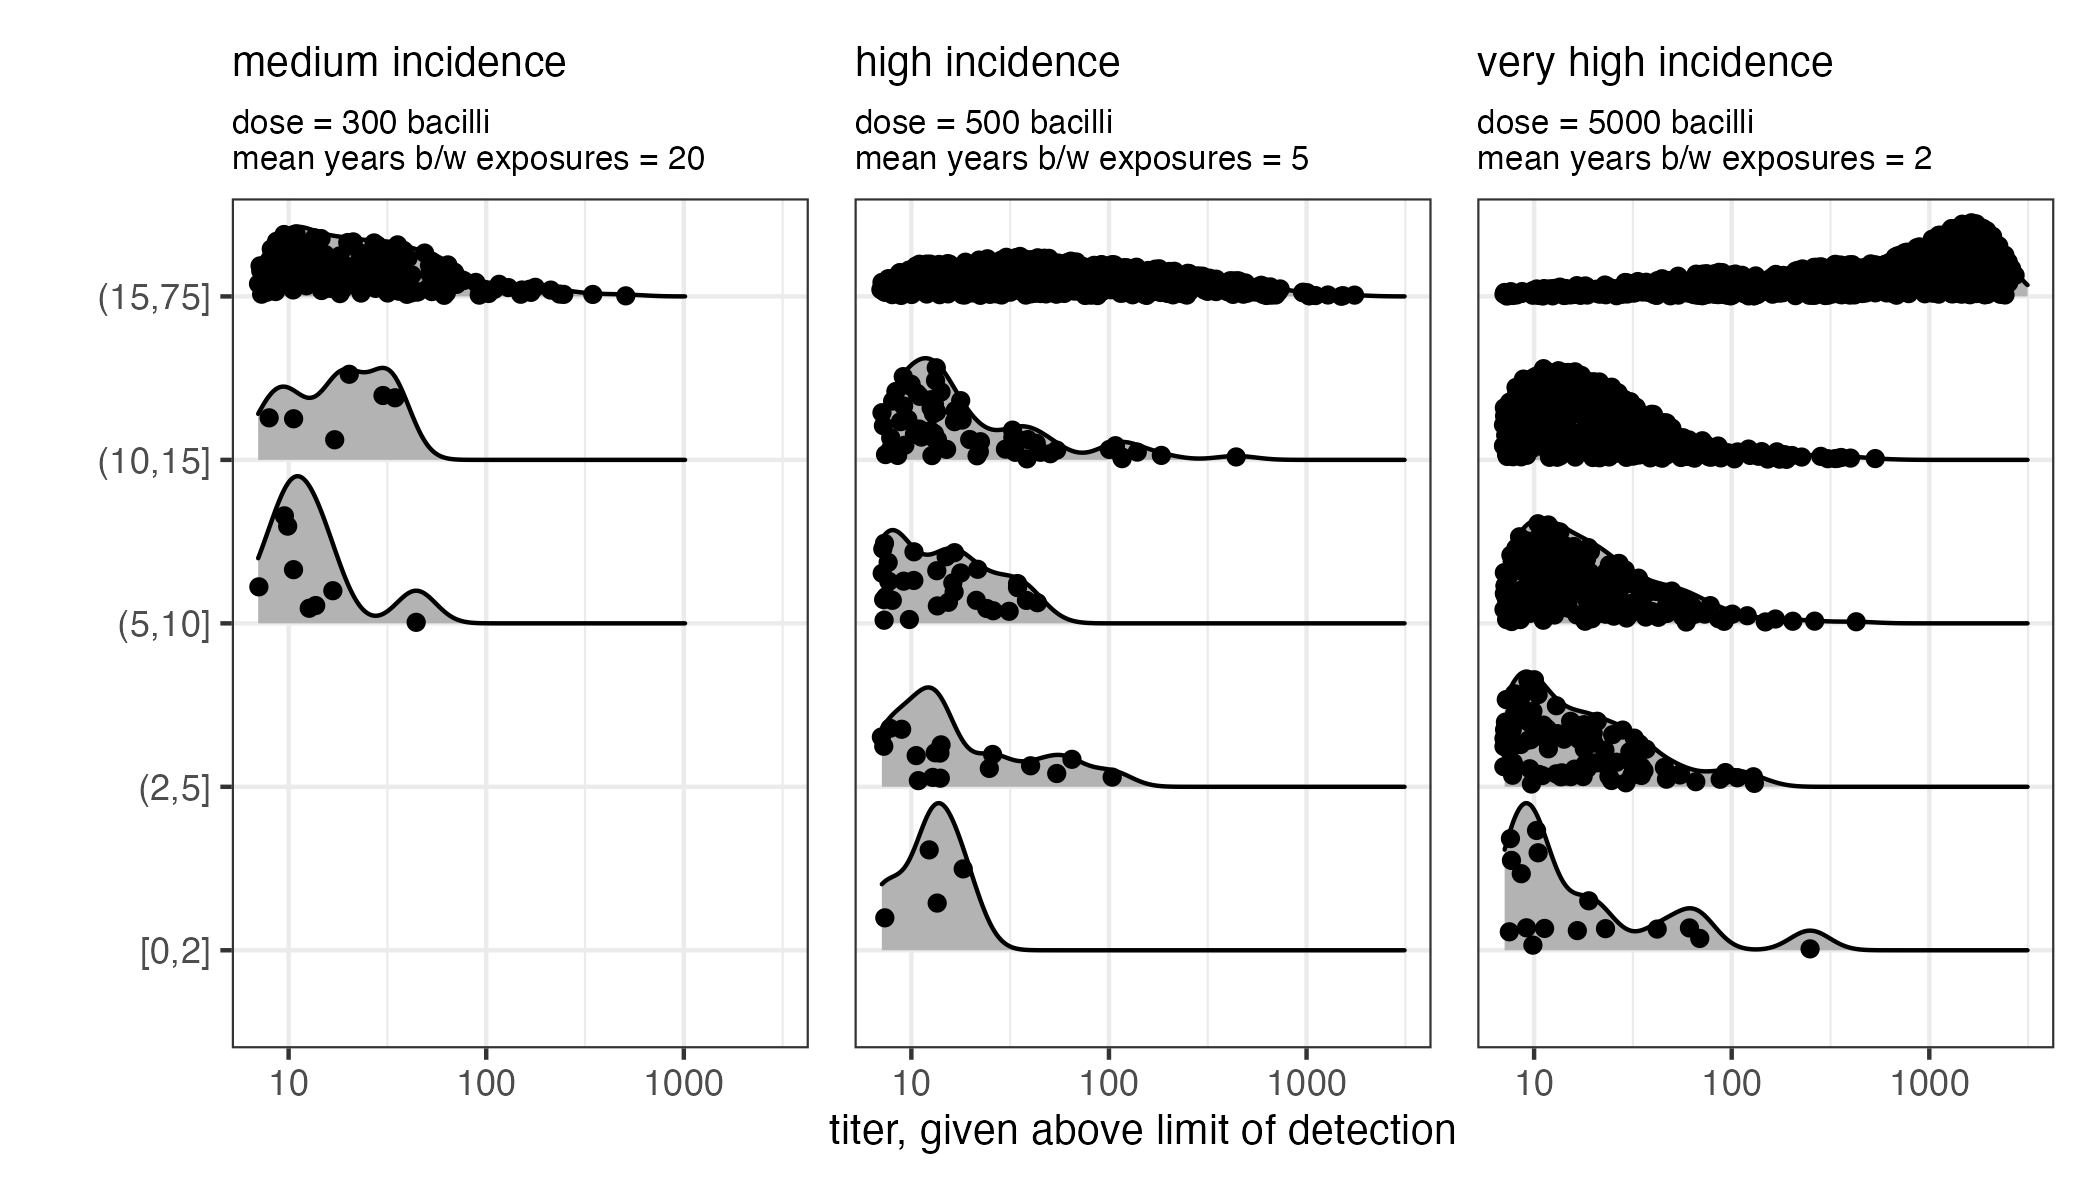 medium incidence
dose = 300 bacilli
mean years b/w exposures = 20
high incidence
dose = 500 bacilli
mean years b/w exposures = 5
very high incidence
dose = 5000 bacilli
mean years b/w exposures = 2
(15,75]
(10,15]
(5,10]
(2,5]
[0,2]
10 100 1000
10 100 1000
10 100 1000
titer, given above limit of detection